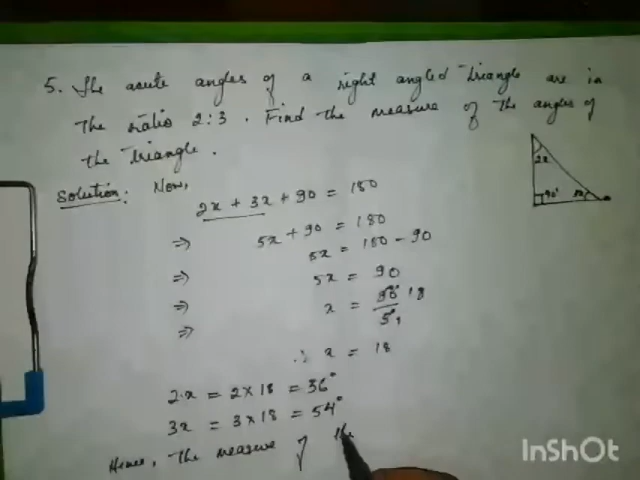 5. The acute angles of a right angled Triangle are in
the ratio 2:3. Find the measure of the angles of
the triangle.
Solution: Now,
2x + 3x + 90 = 180
⇒ 5x + 90 = 180
⇒ 5x = 180 - 90
⇒ 5x = 90
⇒ x = 90/5 18 1
∴ x = 18
2x = 2 × 18 = 36°
3x = 3 × 18 = 54°
Hence, the measure of the
2x
90°
InShOt